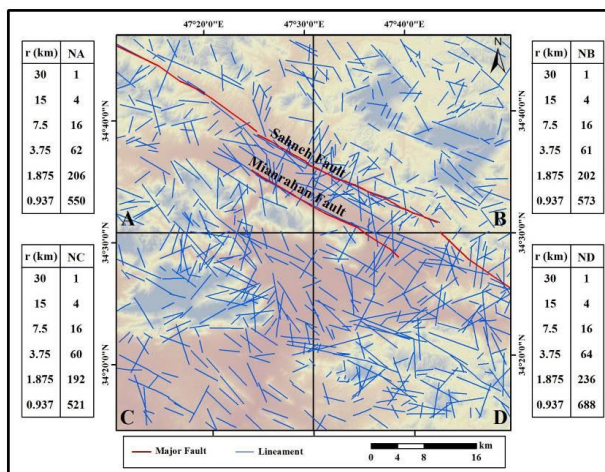 47°20'0"E 47°30'0"E 47°40'0"E
r (km) NA
30 1
15 4
7.5 16
3.75 62
1.875 206
0.937 550
r (km) NB
30 1
15 4
7.5 16
3.75 61
1.875 202
0.937 573
N
34°40'0"N
34°40'0"N
Sahneh Fault
Mianrahan Fault
A B
34°30'0"N
34°30'0"N
r (km) NC
30 1
15 4
7.5 16
3.75 60
1.875 192
0.937 521
r (km) ND
30 1
15 4
7.5 16
3.75 64
1.875 236
0.937 688
34°20'0"N
34°20'0"N
C D
Major Fault Lineament
km
0 4 8 16